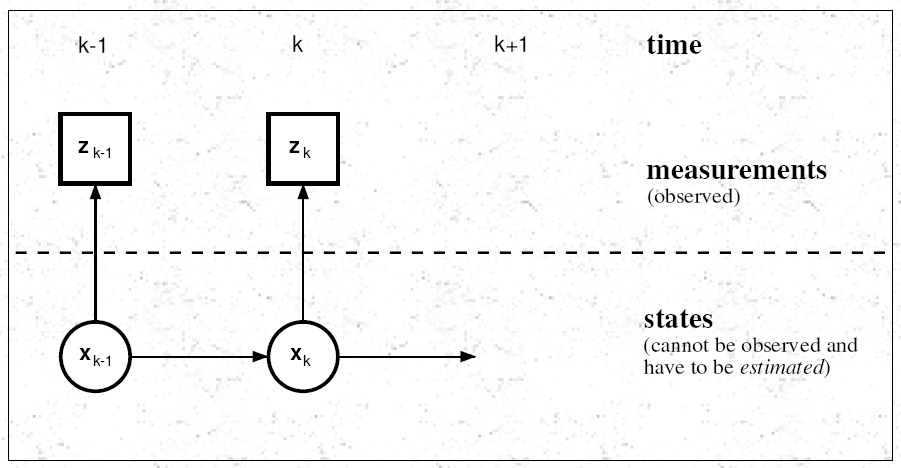 k-1 k k+1 time
z k-1 z k
measurements
(observed)
states
(cannot be observed and
have to be estimated)
x k-1 x k